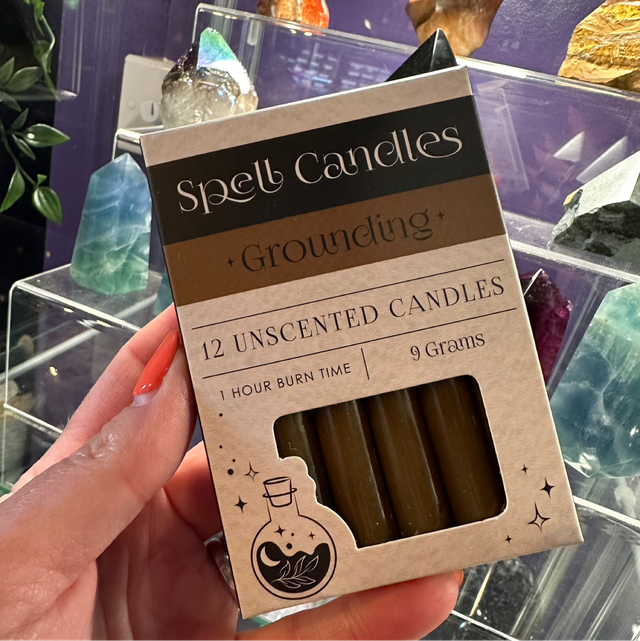 Spell Candles
Grounding
12 UNSCENTED CANDLES
1 HOUR BURN TIME
9 Grams